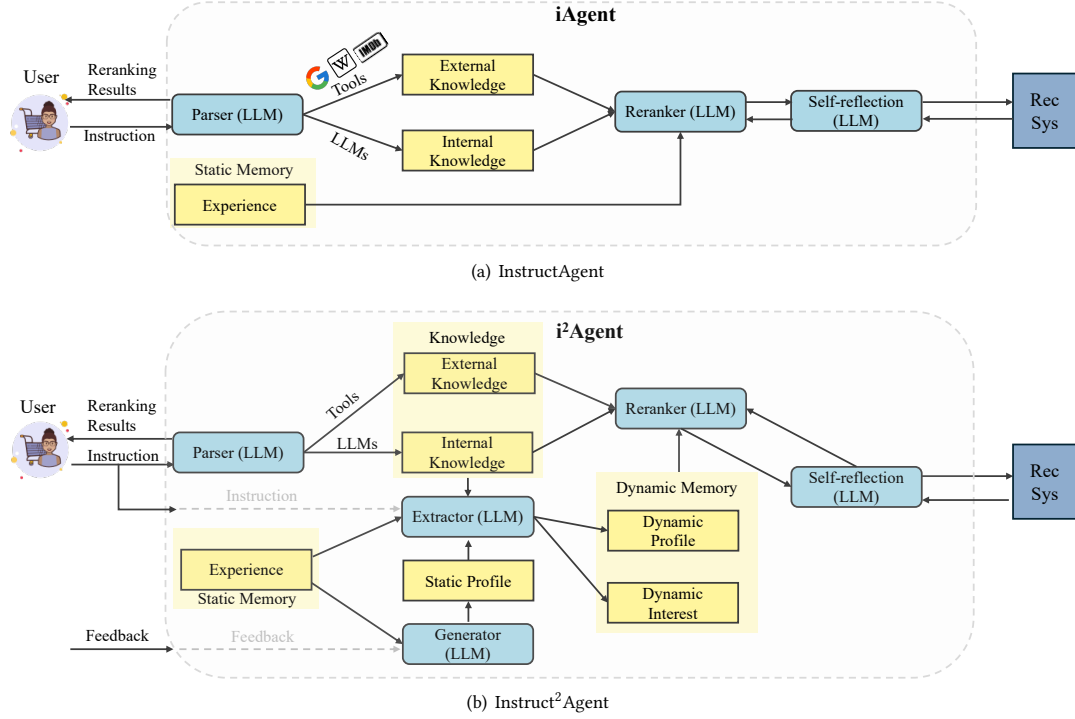 iAgent
User
Reranking
Results
Instruction
Parser (LLM)
W
IMDb
Tools
LLMs
External
Knowledge
Internal
Knowledge
Reranker (LLM)
Self-reflection
(LLM)
Rec
Sys
Static Memory
Experience
(a) InstructAgent
i²Agent
User
Reranking
Results
Instruction
Parser (LLM)
Tools
LLMs
Knowledge
External
Knowledge
Internal
Knowledge
Reranker (LLM)
Self-reflection
(LLM)
Rec
Sys
Instruction
Extractor (LLM)
Dynamic Memory
Dynamic
Profile
Dynamic
Interest
Experience
Static Memory
Static Profile
Feedback
Feedback
Generator
(LLM)
(b) Instruct²Agent